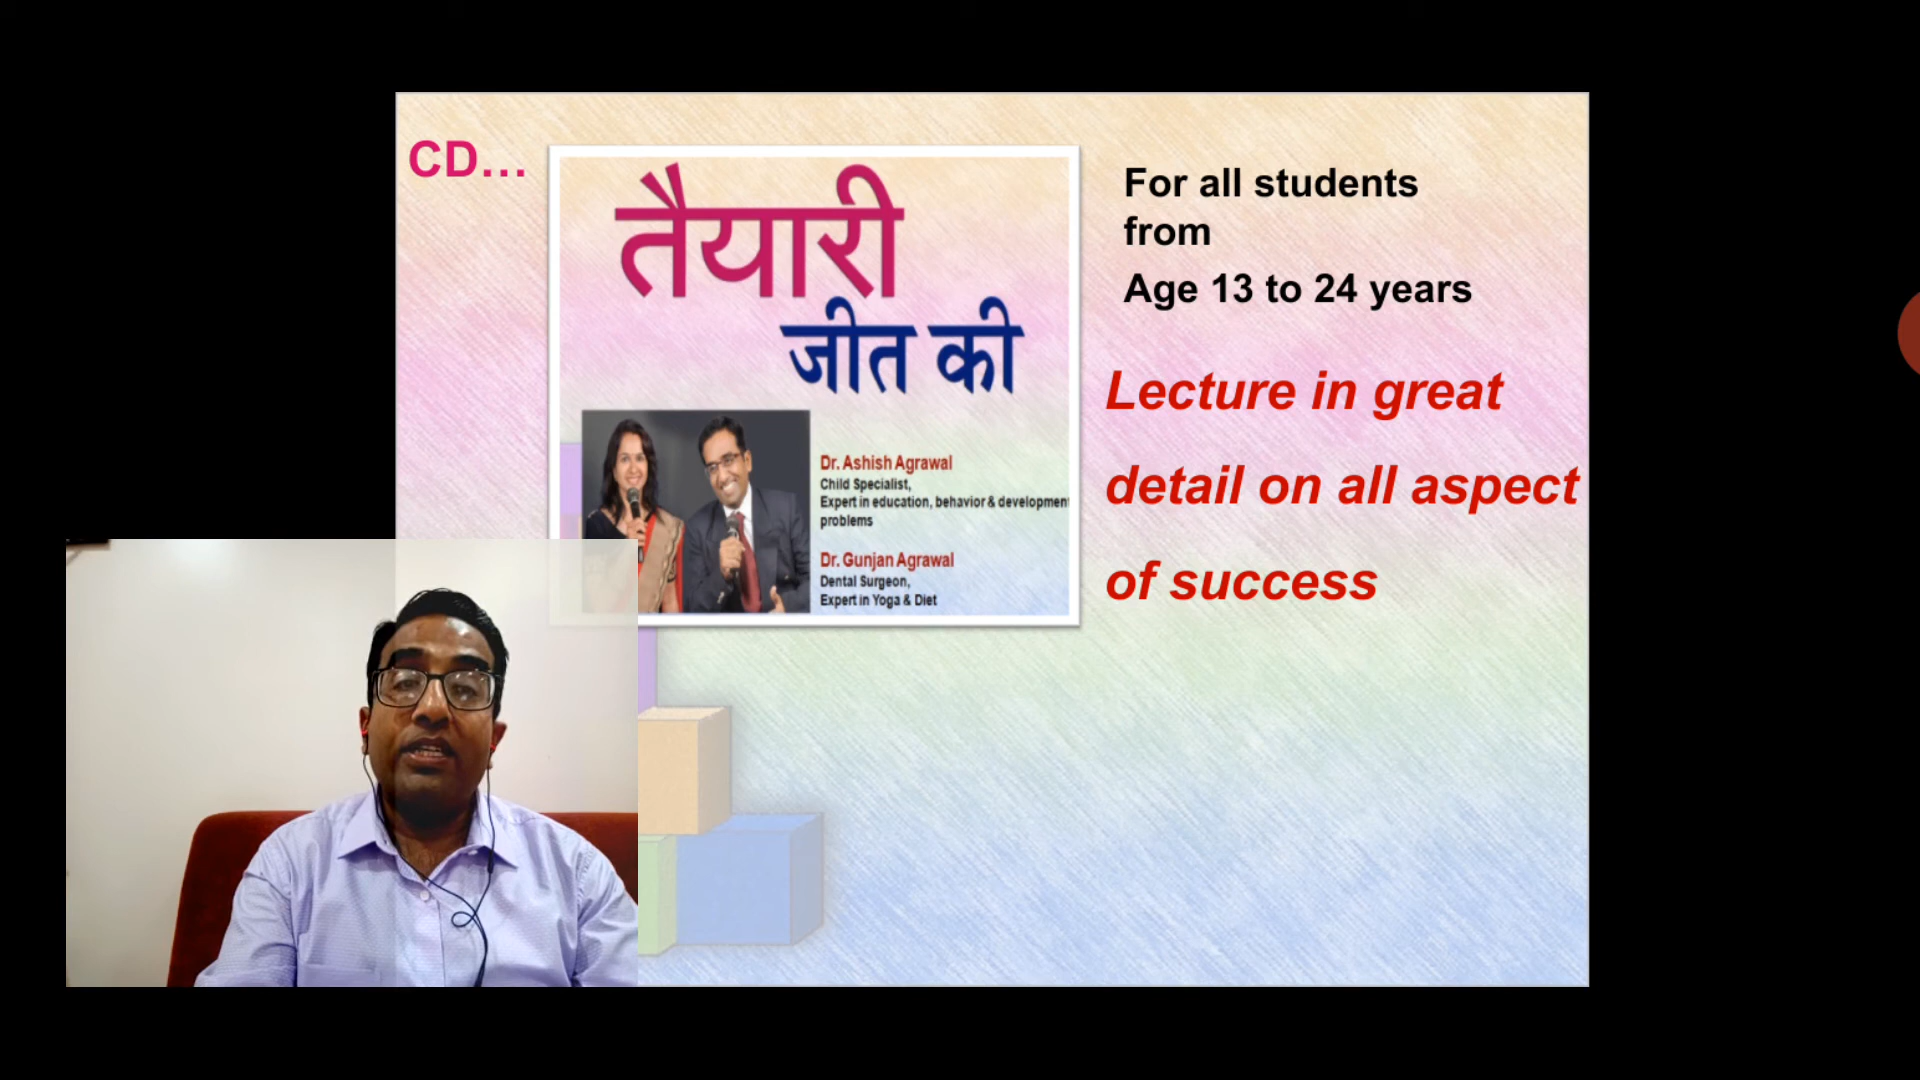 CD...
तैयारी
जीत की
Dr. Ashish Agrawal
Child Specialist,
Expert in education, behavior & development
problems
Dr. Gunjan Agrawal
Dental Surgeon,
Expert in Yoga & Diet
For all students
from
Age 13 to 24 years
Lecture in great
detail on all aspect
of success